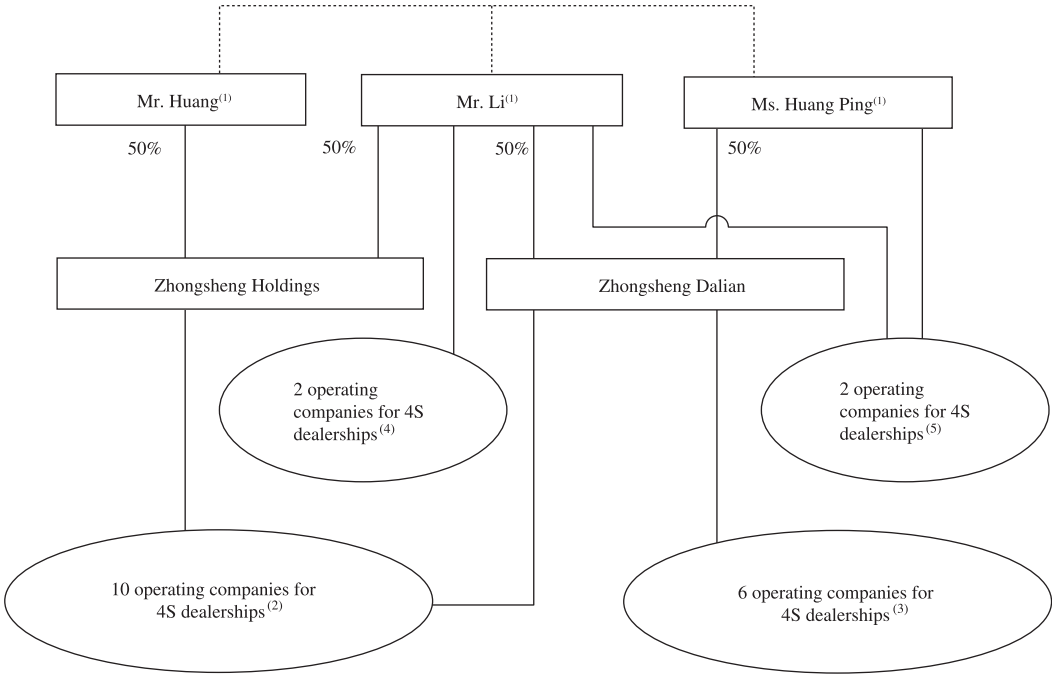 Mr. Huang(1)
Mr. Li(1)
Ms. Huang Ping(1)
50%
50%
50%
50%
Zhongsheng Holdings
Zhongsheng Dalian
2 operating
companies for 4S
dealerships(4)
2 operating
companies for 4S
dealerships(5)
10 operating companies for
4S dealerships(2)
6 operating companies for
4S dealerships(3)